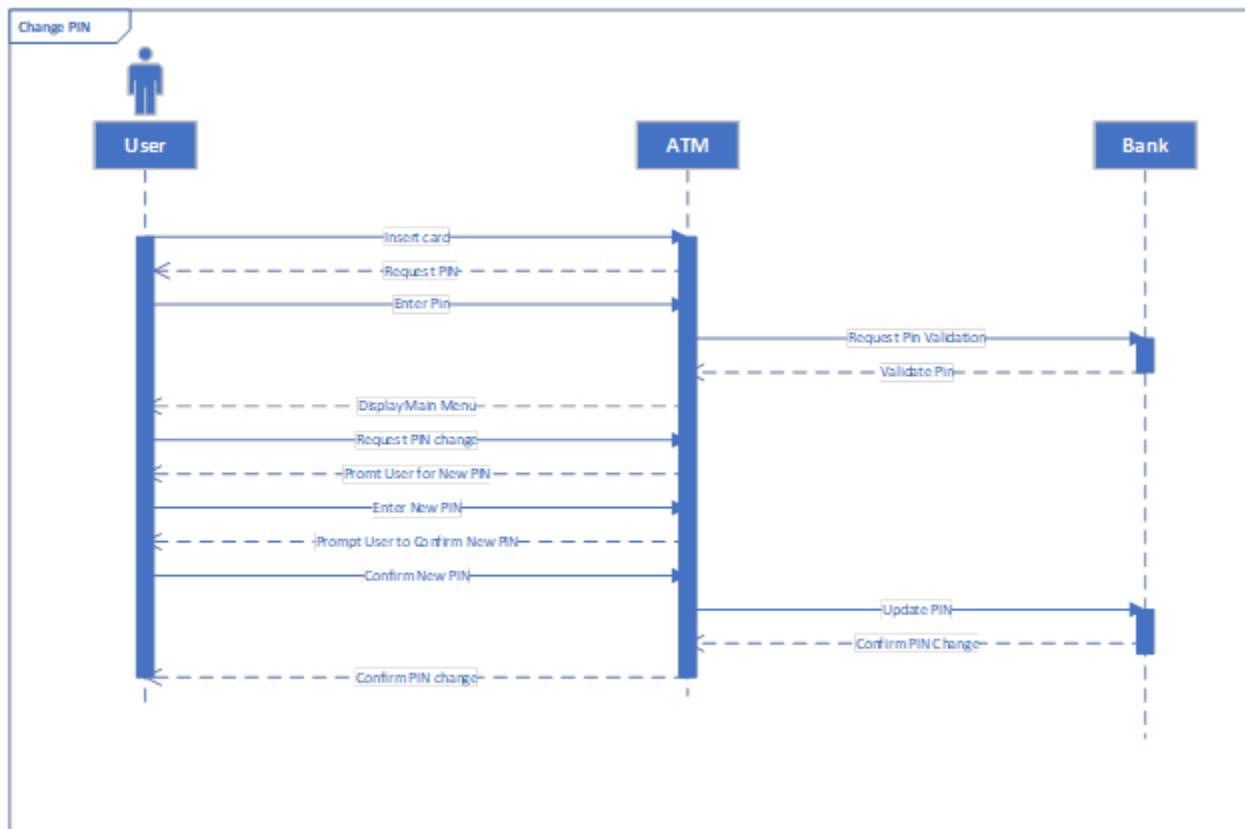 Change PIN
User
ATM
Bank
Insert card
Request PIN
Enter Pin
Request Pin Validation
Validate Pin
Display Main Menu
Request PIN change
Promt User for New PIN
Enter New PIN
Prompt User to Confirm New PIN
Confirm New PIN
Update PIN
Confirm PIN Change
Confirm PIN change